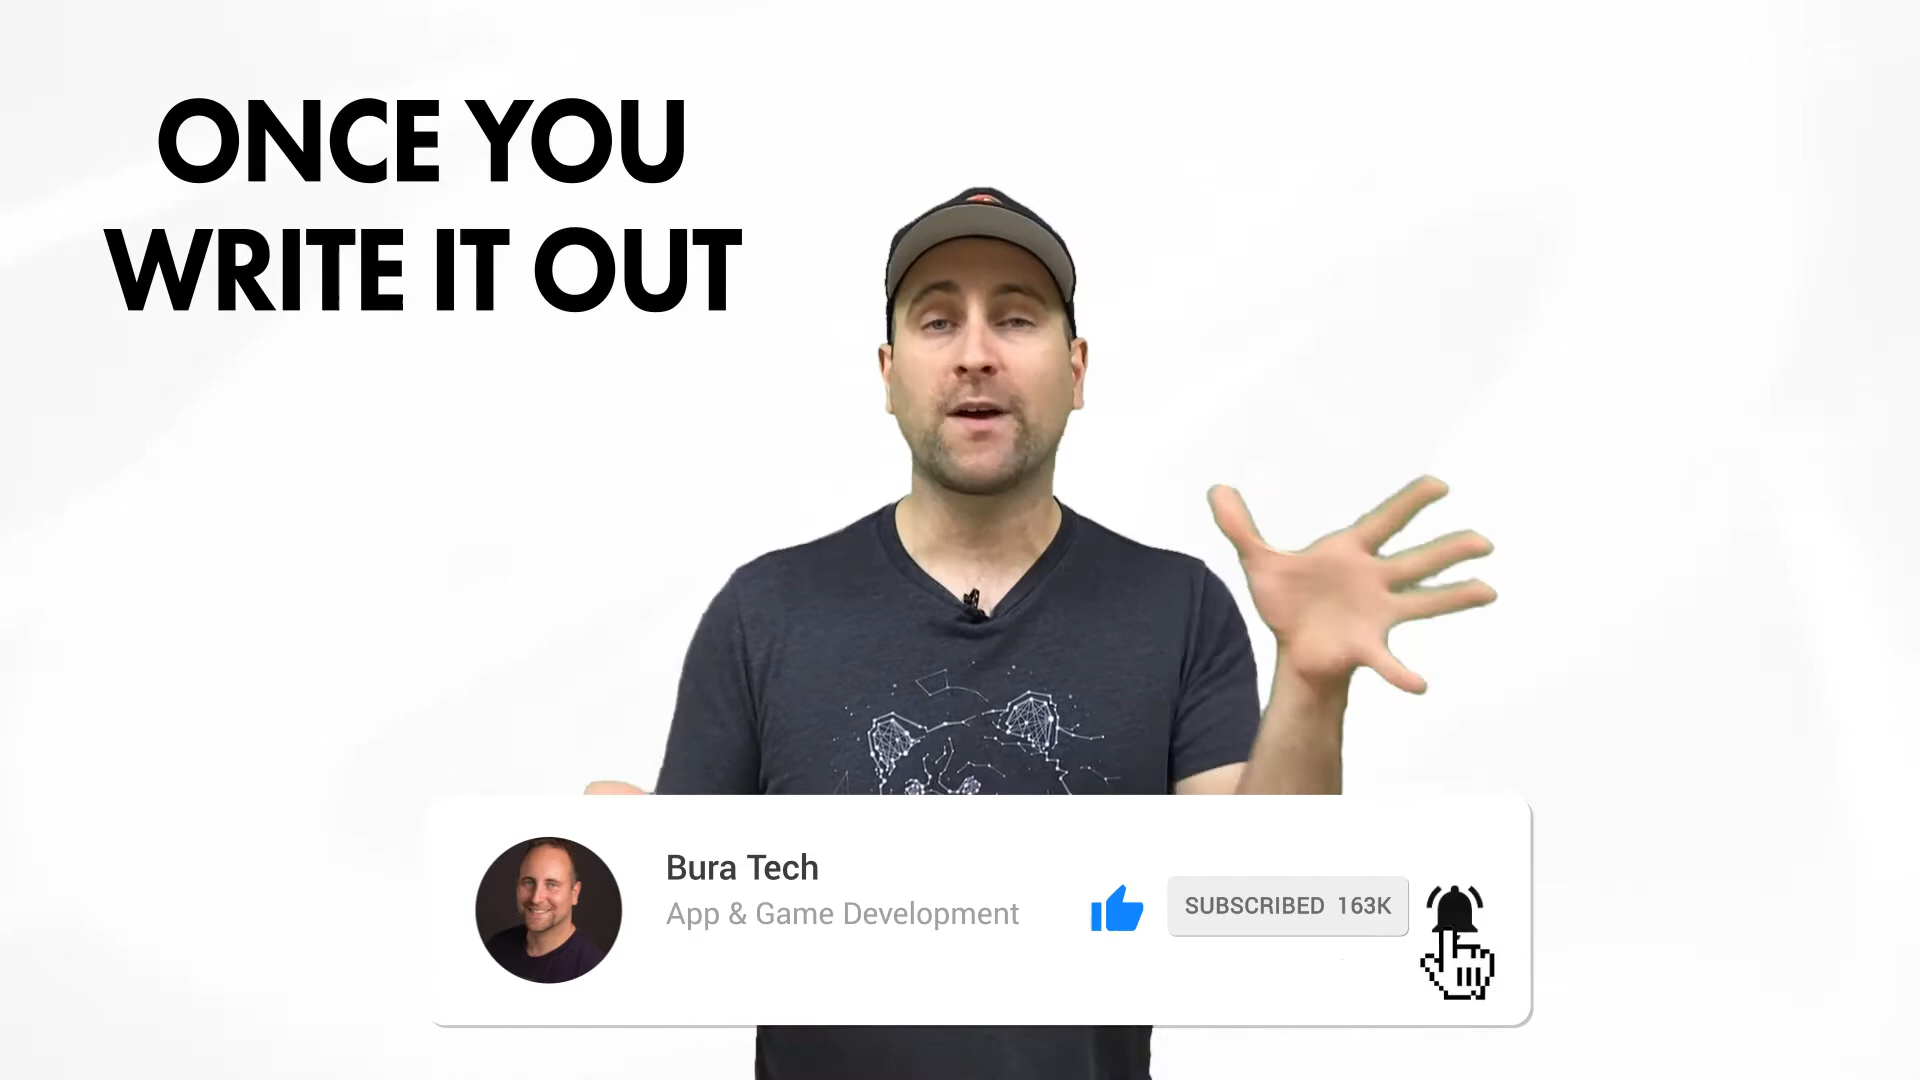 ONCE YOU
WRITE IT OUT
Bura Tech
App & Game Development
SUBSCRIBED 163K